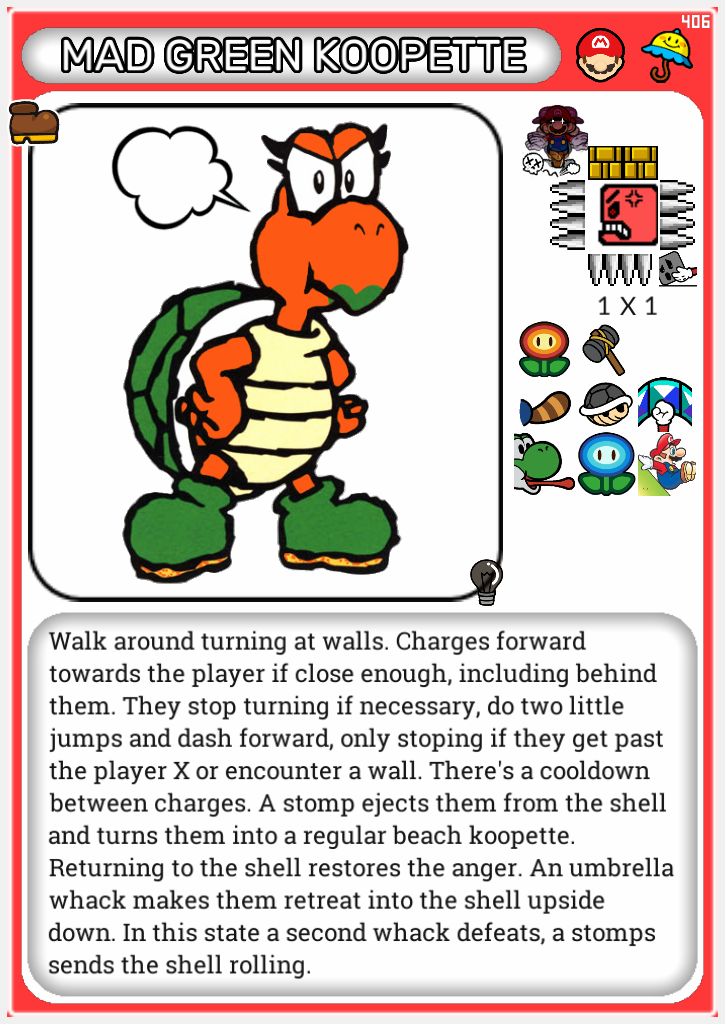 406
MAD GREEN KOOPETTE
M
1 X 1
Walk around turning at walls. Charges forward
towards the player if close enough, including behind
them. They stop turning if necessary, do two little
jumps and dash forward, only stoping if they get past
the player X or encounter a wall. There's a cooldown
between charges. A stomp ejects them from the shell
and turns them into a regular beach koopette.
Returning to the shell restores the anger. An umbrella
whack makes them retreat into the shell upside
down. In this state a second whack defeats, a stomps
sends the shell rolling.